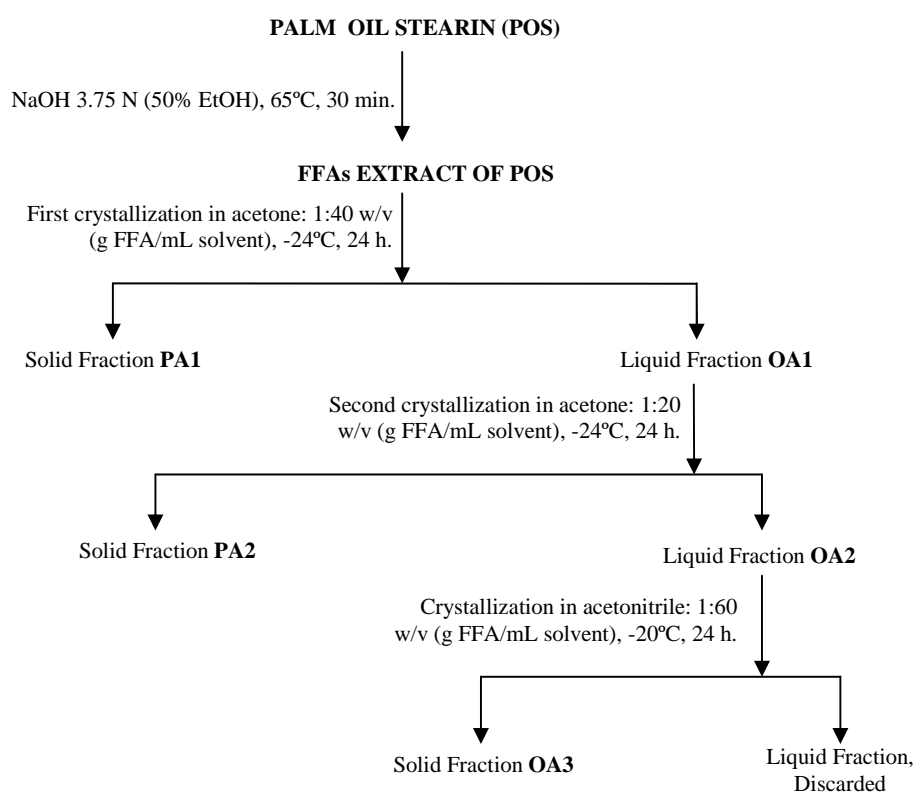 PALM OIL STEARIN (POS)
NaOH 3.75 N (50% EtOH), 65ºC, 30 min.
FFAs EXTRACT OF POS
First crystallization in acetone: 1:40 w/v
(g FFA/mL solvent), -24ºC, 24 h.
Solid Fraction PA1
Liquid Fraction OA1
Second crystallization in acetone: 1:20
w/v (g FFA/mL solvent), -24ºC, 24 h.
Solid Fraction PA2
Liquid Fraction OA2
Crystallization in acetonitrile: 1:60
w/v (g FFA/mL solvent), -20ºC, 24 h.
Solid Fraction OA3
Liquid Fraction,
Discarded